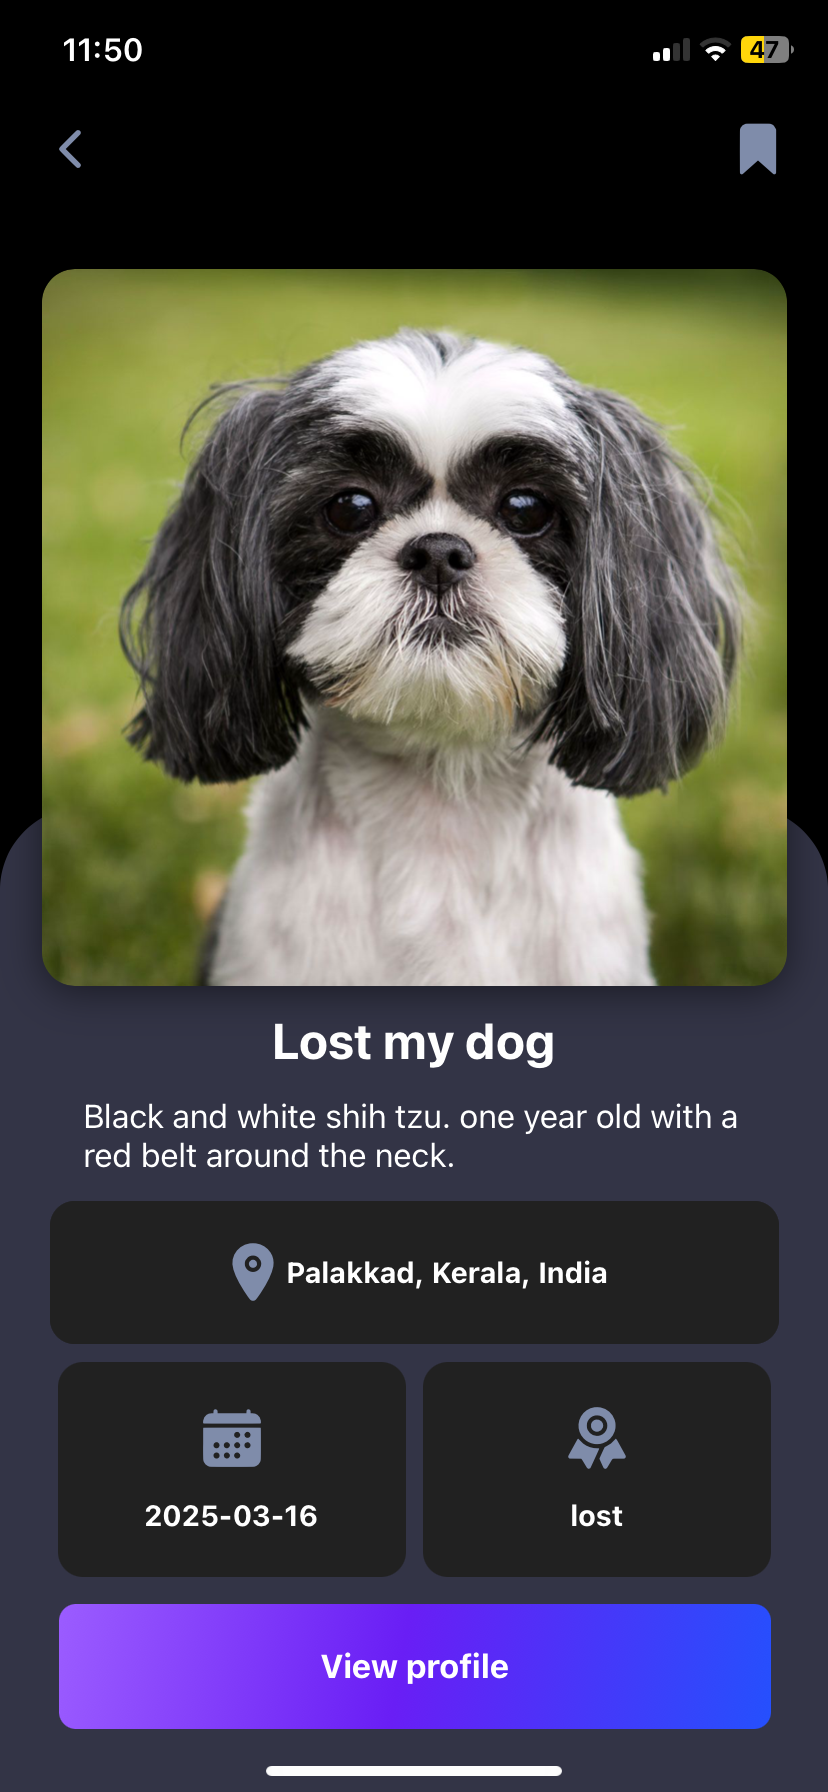 11:50
47
Lost my dog
Black and white shih tzu. one year old with a
red belt around the neck.
Palakkad, Kerala, India
2025-03-16
lost
View profile